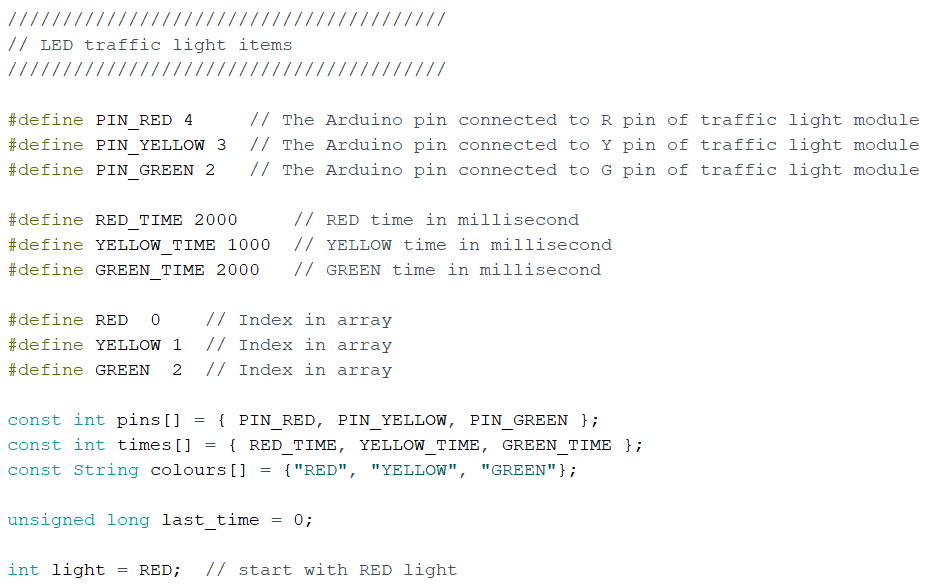 ////////////////////////////////////////
// LED traffic light items
////////////////////////////////////////
#define PIN_RED 4     // The Arduino pin connected to R pin of traffic light module
#define PIN_YELLOW 3  // The Arduino pin connected to Y pin of traffic light module
#define PIN_GREEN 2   // The Arduino pin connected to G pin of traffic light module
#define RED_TIME 2000     // RED time in millisecond
#define YELLOW_TIME 1000  // YELLOW time in millisecond
#define GREEN_TIME 2000   // GREEN time in millisecond
#define RED  0    // Index in array
#define YELLOW 1  // Index in array
#define GREEN  2  // Index in array
const int pins[] = { PIN_RED, PIN_YELLOW, PIN_GREEN };
const int times[] = { RED_TIME, YELLOW_TIME, GREEN_TIME };
const String colours[] = {"RED", "YELLOW", "GREEN"};
unsigned long last_time = 0;
int light = RED;  // start with RED light